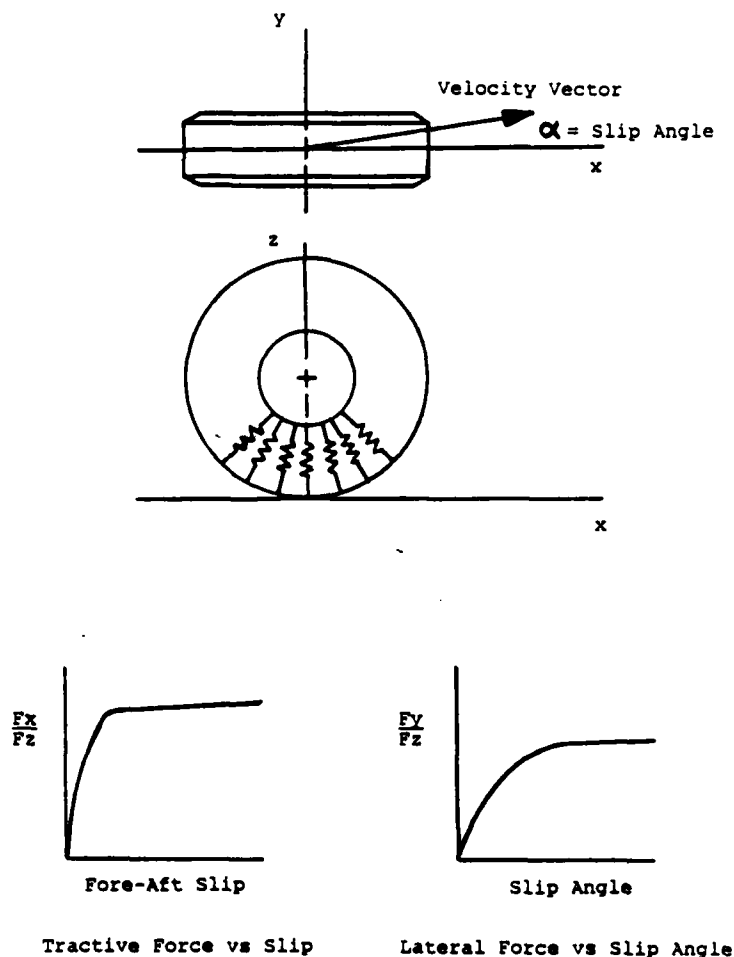 y
Velocity Vector
α = Slip Angle
x
z
x
Fx
Fz
Fore-Aft Slip
Tractive Force vs Slip
Fy
Fz
Slip Angle
Lateral Force vs Slip Angle